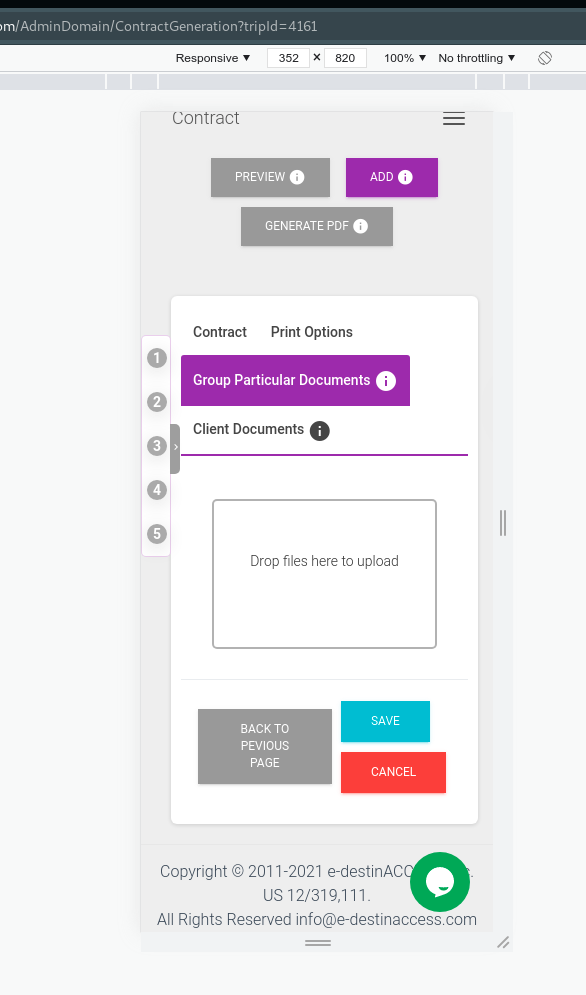 om/AdminDomain/ContractGeneration?tripId=4161
Responsive ▼ 352 × 820 100% ▼ No throttling ▼
Contract
PREVIEW i ADD i
GENERATE PDF i
Contract Print Options
Group Particular Documents i
Client Documents i
1
2
3 ›
4
5
Drop files here to upload
BACK TO
PEVIOUS
PAGE
SAVE
CANCEL
Copyright © 2011-2021 e-destinACC
US 12/319,111.
All Rights Reserved info@e-destinaccess.com